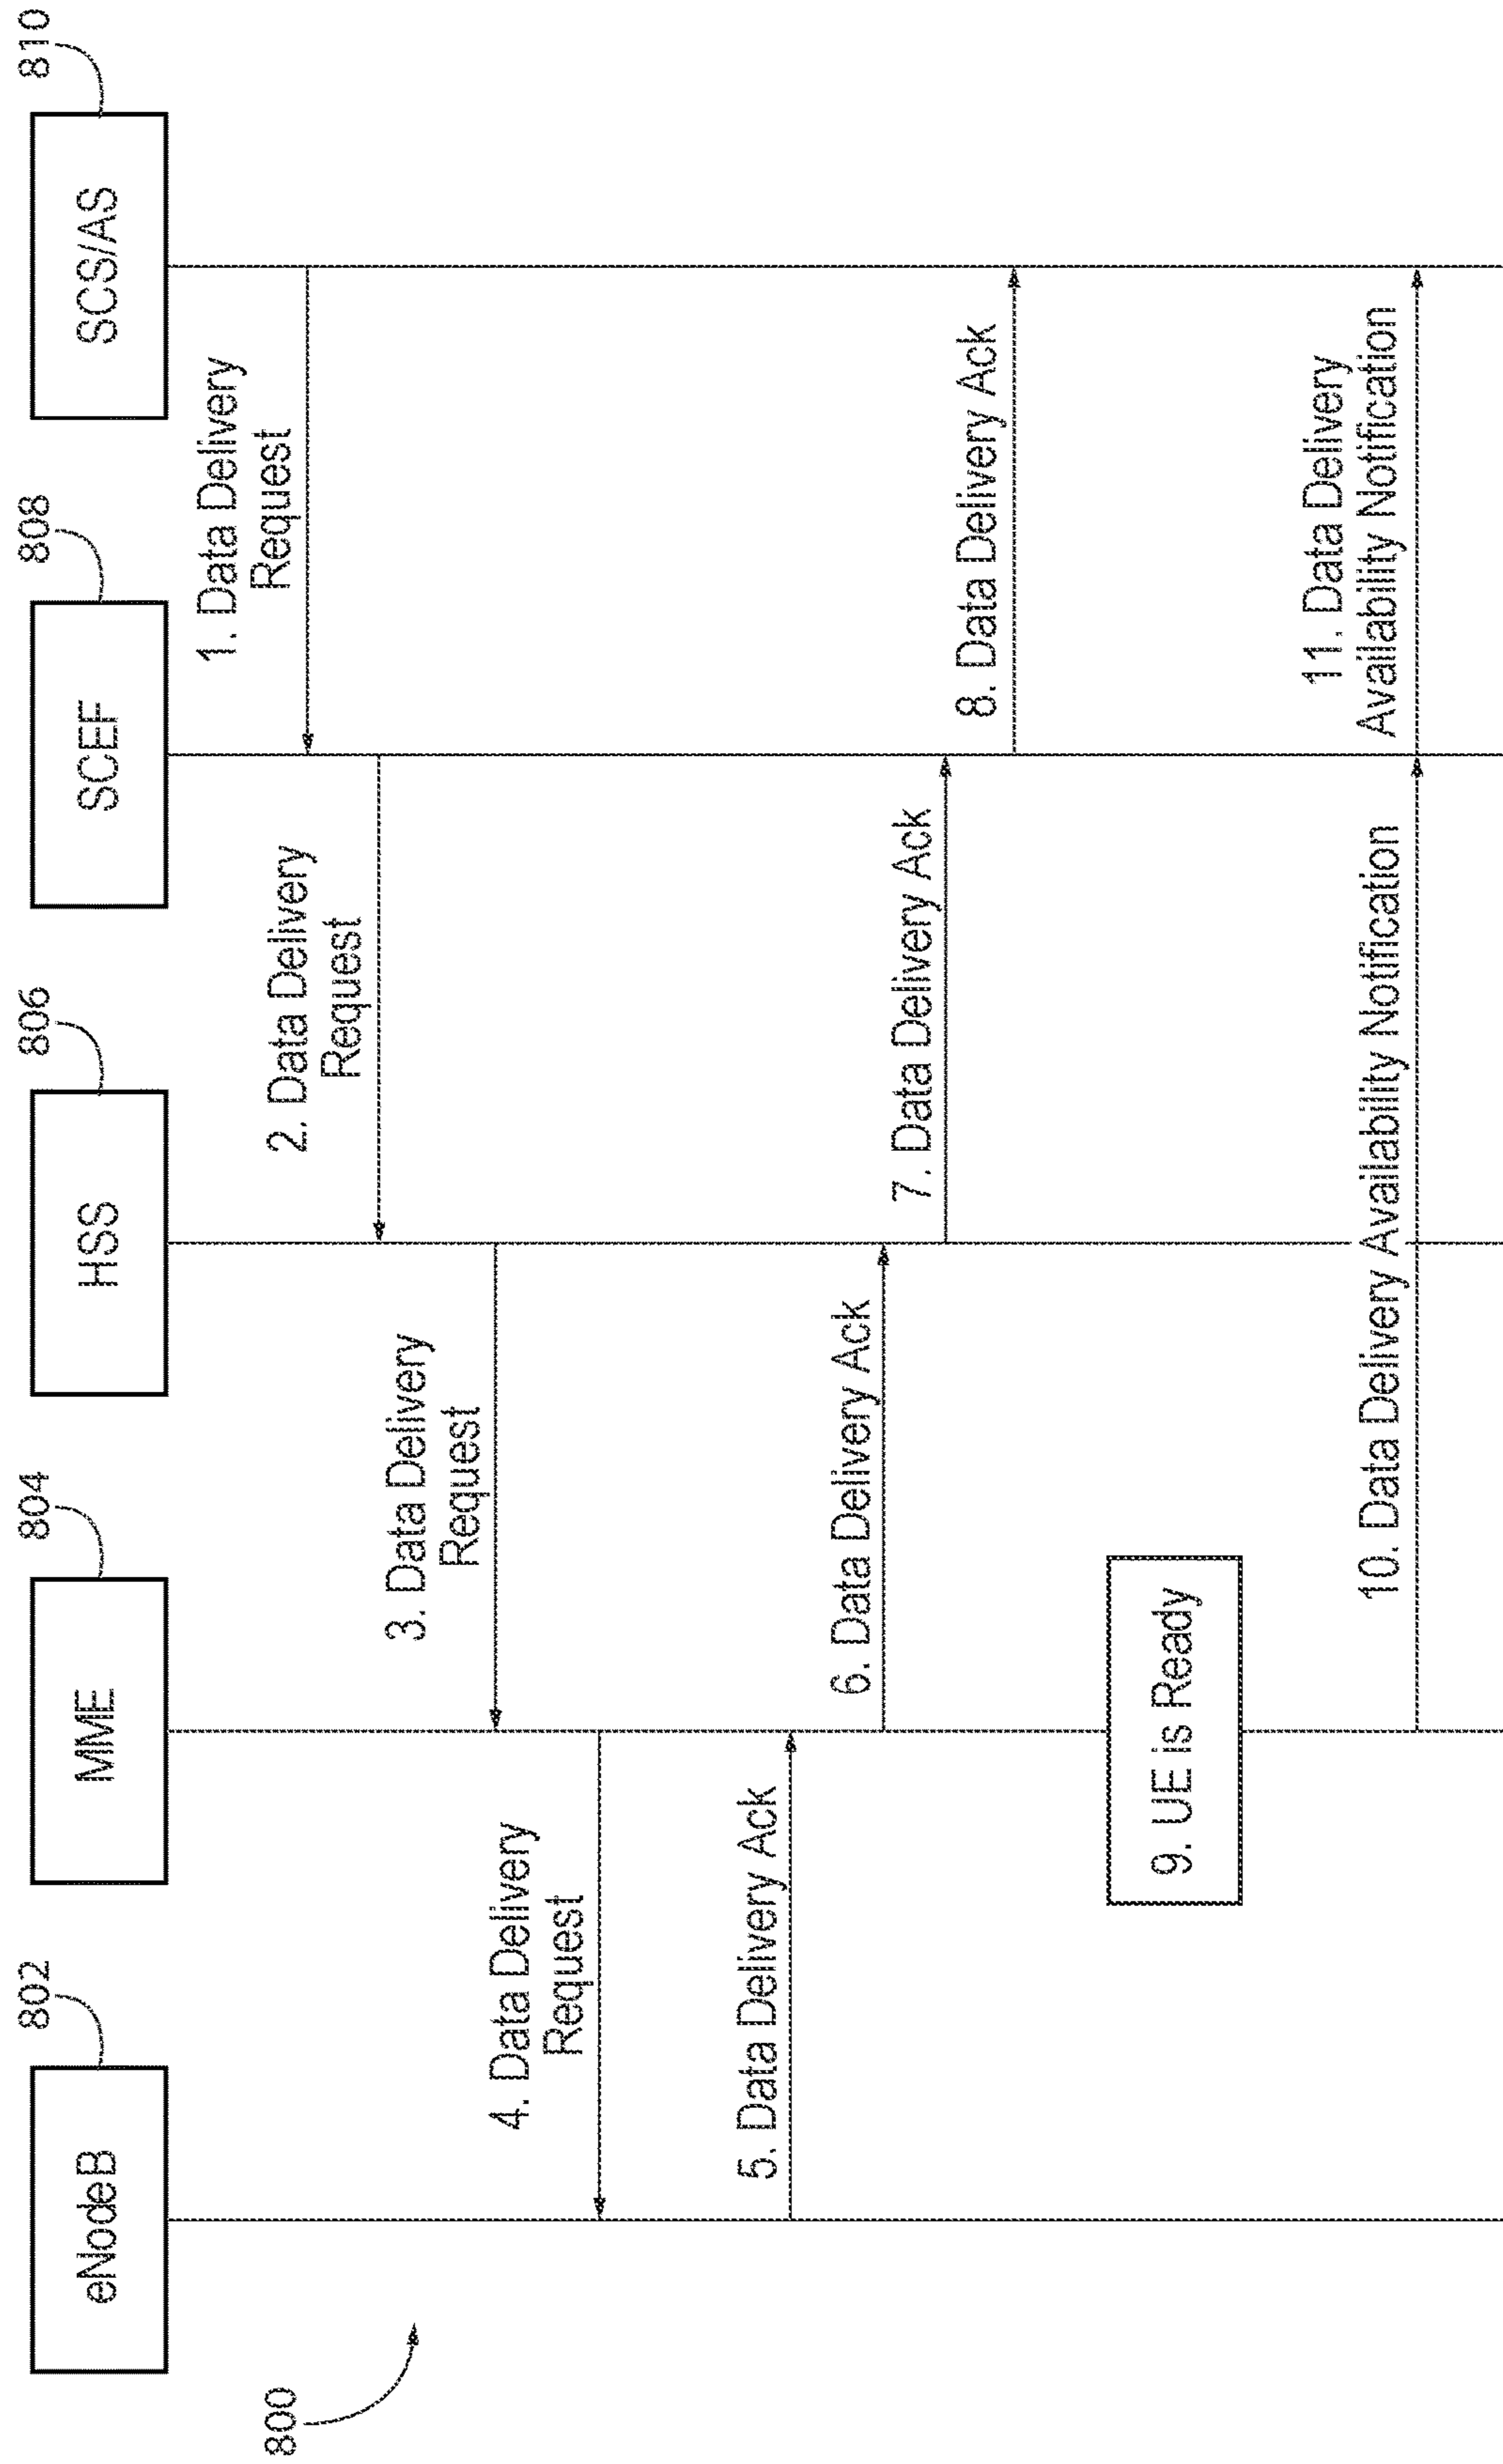 802
804
806
808
810
eNodeB
MME
HSS
SCEF
SCS/AS
800
1. Data Delivery
Request
2. Data Delivery
Request
3. Data Delivery
Request
4. Data Delivery
Request
5. Data Delivery Ack
6. Data Delivery Ack
7. Data Delivery Ack
8. Data Delivery Ack
9. UE is Ready
10. Data Delivery Availability Notification
11. Data Delivery
Availability Notification